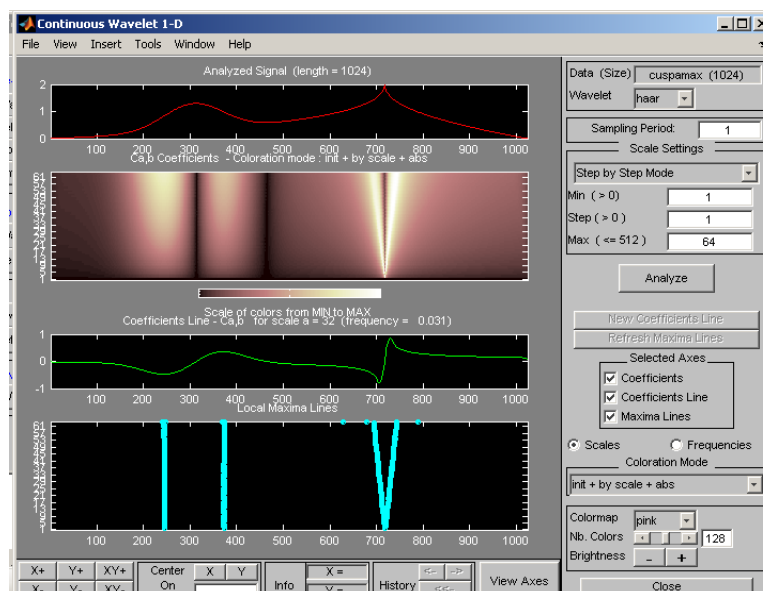 Continuous Wavelet 1-D
File View Insert Tools Window Help
Analyzed Signal (length = 1024)
2
1
0
100 200 300 400 500 600 700 800 900 1000
Ca,b Coefficients - Coloration mode : init + by scale + abs
Scale of colors from MIN to MAX
Coefficients Line - Ca,b for scale a = 32 (frequency = 0.031)
1
0
-1
100 200 300 400 500 600 700 800 900 1000
Local Maxima Lines
100 200 300 400 500 600 700 800 900 1000
X+ Y+ XY+
Center On
X Y
Info
X =
History
<- ->
<<-
View Axes
Data (Size) cuspamax (1024)
Wavelet haar
Sampling Period: 1
Scale Settings
Step by Step Mode
Min ( > 0) 1
Step ( > 0 ) 1
Max ( <= 512 ) 64
Analyze
New Coefficients Line
Refresh Maxima Lines
Selected Axes
Coefficients
Coefficients Line
Maxima Lines
Scales Frequencies
Coloration Mode
init + by scale + abs
Colormap pink
Nb. Colors 128
Brightness - +
Close